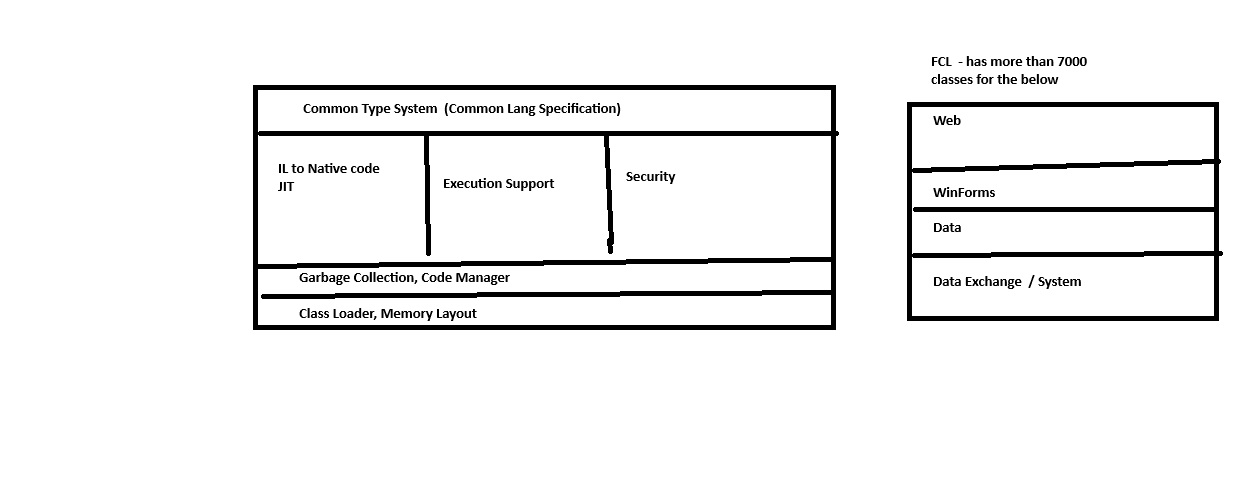 FCL - has more than 7000
classes for the below
Common Type System (Common Lang Specification)
IL to Native code
JIT
Execution Support
Security
Garbage Collection, Code Manager
Class Loader, Memory Layout
Web
WinForms
Data
Data Exchange / System